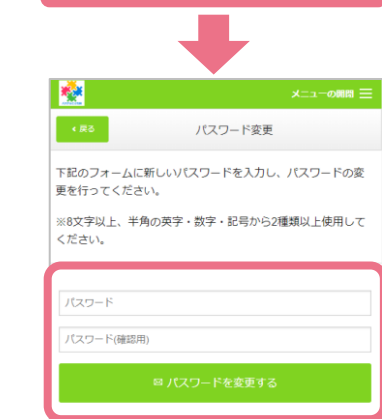 メニューの開閉
戻る
パスワード変更
下記のフォームに新しいパスワードを入力し、パスワードの変
更を行ってください。
※8文字以上、半角の英字・数字・記号から2種類以上使用して
ください。
パスワード
パスワード(確認用)
パスワードを変更する